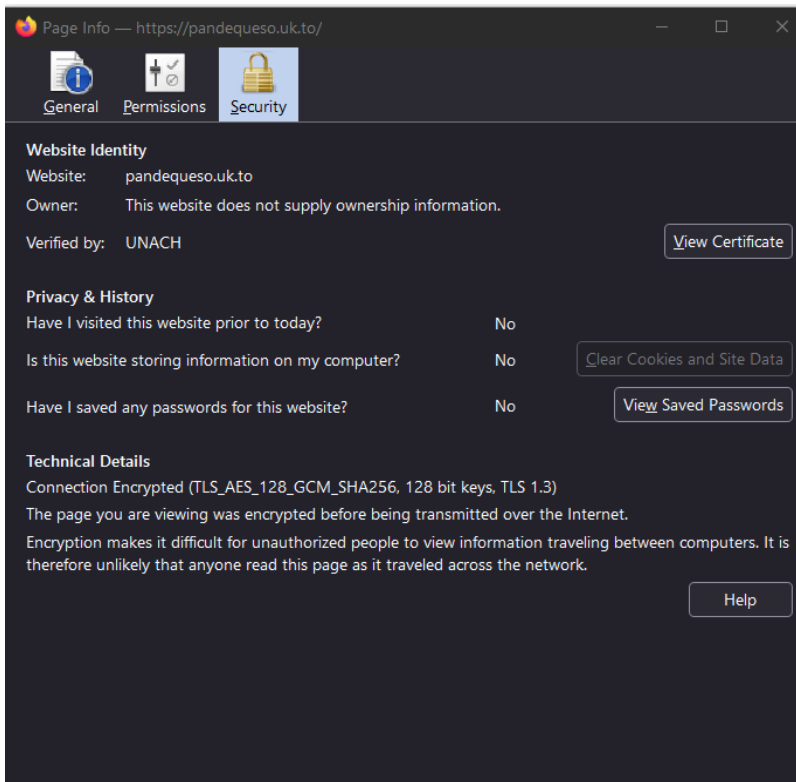 Page Info — https://pandequeso.uk.to/
General Permissions Security
Website Identity
Website: pandequeso.uk.to
Owner: This website does not supply ownership information.
Verified by: UNACH View Certificate
Privacy & History
Have I visited this website prior to today? No
Is this website storing information on my computer? No Clear Cookies and Site Data
Have I saved any passwords for this website? No View Saved Passwords
Technical Details
Connection Encrypted (TLS_AES_128_GCM_SHA256, 128 bit keys, TLS 1.3)
The page you are viewing was encrypted before being transmitted over the Internet.
Encryption makes it difficult for unauthorized people to view information traveling between computers. It is
therefore unlikely that anyone read this page as it traveled across the network.
Help